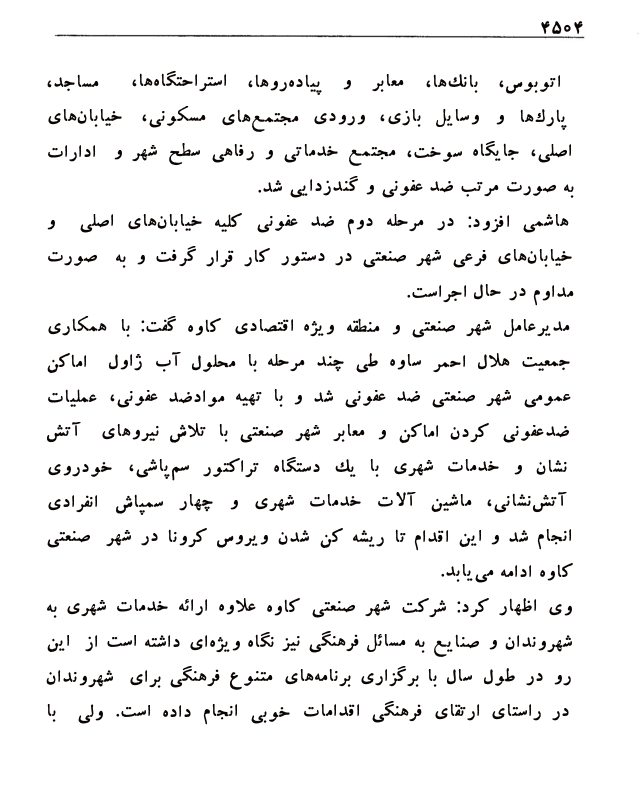 ۴۵۰۴
اتوبوس، بانك‌ها، معابر و پیاده‌روها، استراحتگاه‌ها، مساجد،
پارك‌ها و وسایل بازی، ورودی مجتمع‌های مسکونی، خیابان‌های
اصلی، جایگاه سوخت، مجتمع خدماتی و رفاهی سطح شهر و ادارات
به صورت مرتب ضد عفونی و گندزدایی شد.
هاشمی افزود: در مرحله دوم ضد عفونی کلیه خیابان‌های اصلی و
خیابان‌های فرعی شهر صنعتی در دستور کار قرار گرفت و به صورت
مداوم در حال اجراست.
مدیرعامل شهر صنعتی و منطقه ویژه اقتصادی کاوه گفت: با همکاری
جمعیت هلال احمر ساوه طی چند مرحله با محلول آب ژاول اماکن
عمومی شهر صنعتی ضد عفونی شد و با تهیه موادضد عفونی، عملیات
ضدعفونی کردن اماکن و معابر شهر صنعتی با تلاش نیروهای آتش
نشان و خدمات شهری با یك دستگاه تراکتور سم‌پاشی، خودروی
آتش‌نشانی، ماشین آلات خدمات شهری و چهار سمپاش انفرادی
انجام شد و این اقدام تا ریشه کن شدن ویروس کرونا در شهر صنعتی
کاوه ادامه می‌یابد.
وی اظهار کرد: شرکت شهر صنعتی کاوه علاوه ارائه خدمات شهری به
شهروندان و صنایع به مسائل فرهنگی نیز نگاه ویژه‌ای داشته است از این
رو در طول سال با برگزاری برنامه‌های متنوع فرهنگی برای شهروندان
در راستای ارتقای فرهنگی اقدامات خوبی انجام داده است. ولی با